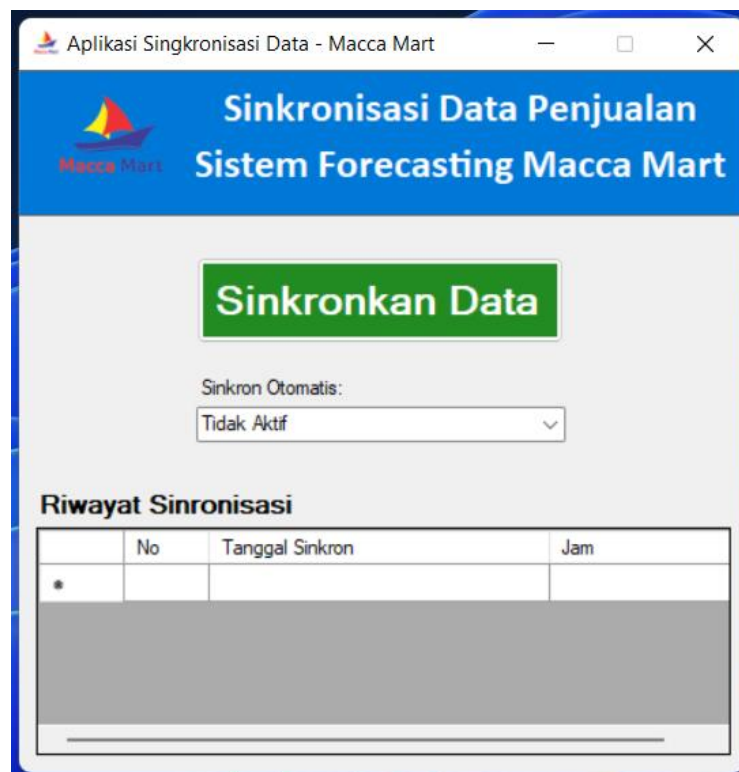 Aplikasi Singkronisasi Data - Macca Mart
Sinkronisasi Data Penjualan
Sistem Forecasting Macca Mart
Macca Mart
Sinkronkan Data
Sinkron Otomatis:
Tidak Aktif
Riwayat Sinronisasi
No Tanggal Sinkron Jam